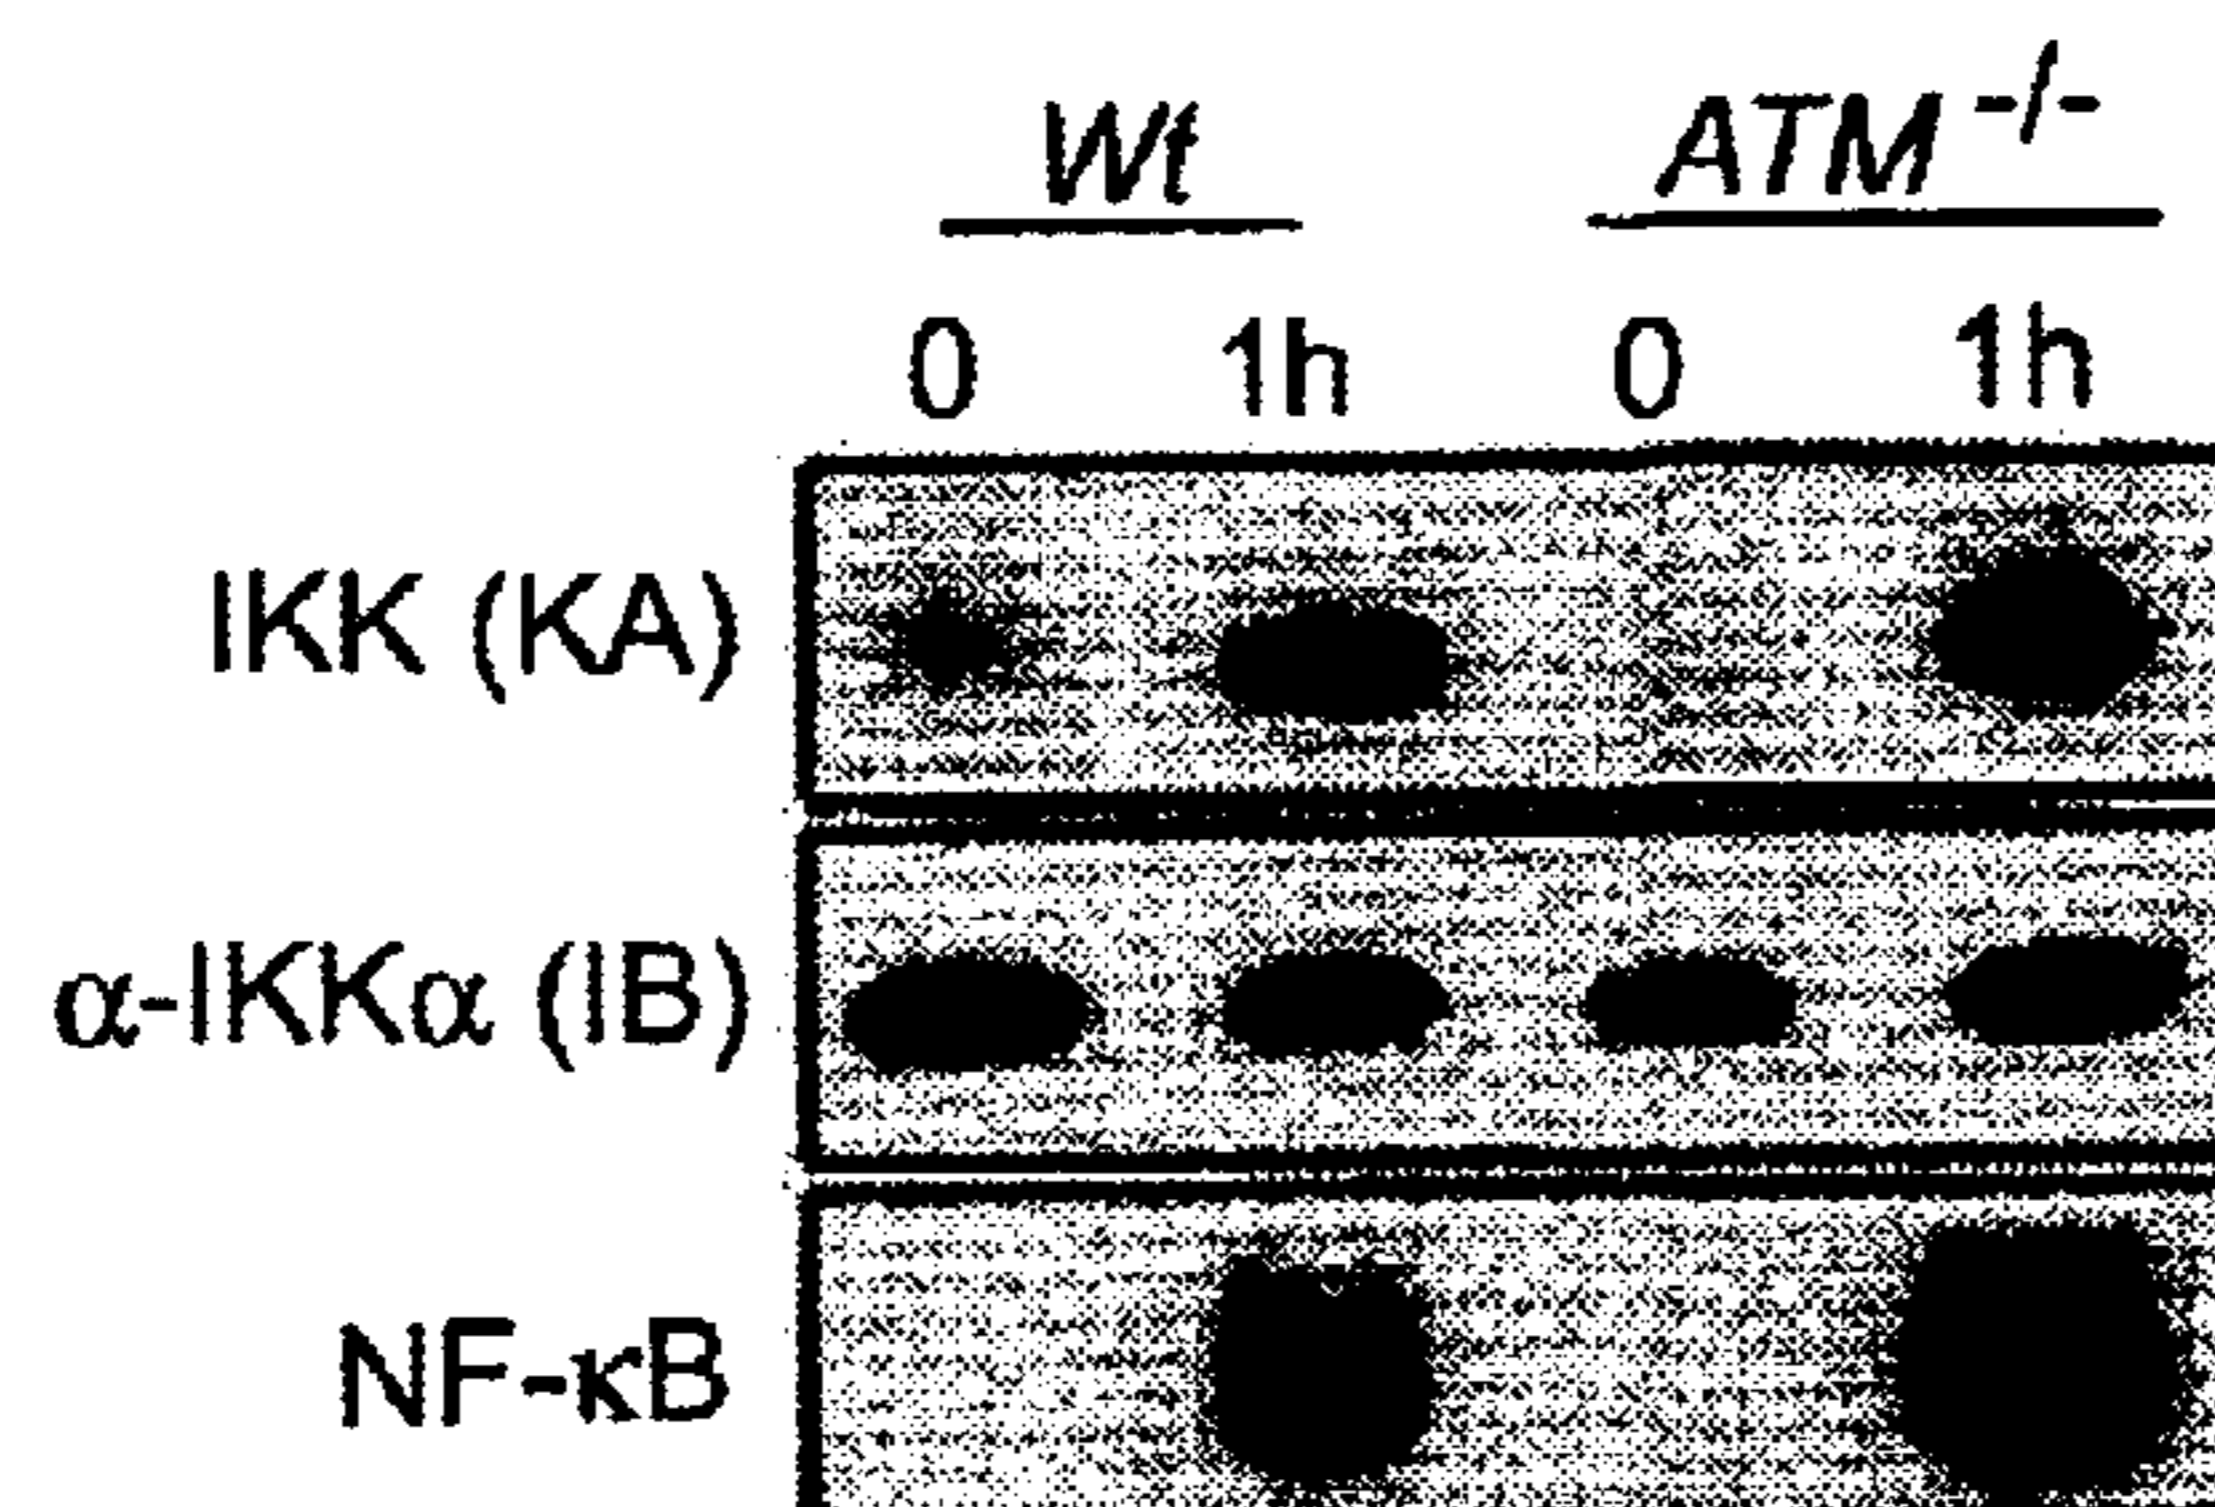 Wt ATM -/-
0 1h 0 1h
IKK (KA)
α-IKKα (IB)
NF-κB